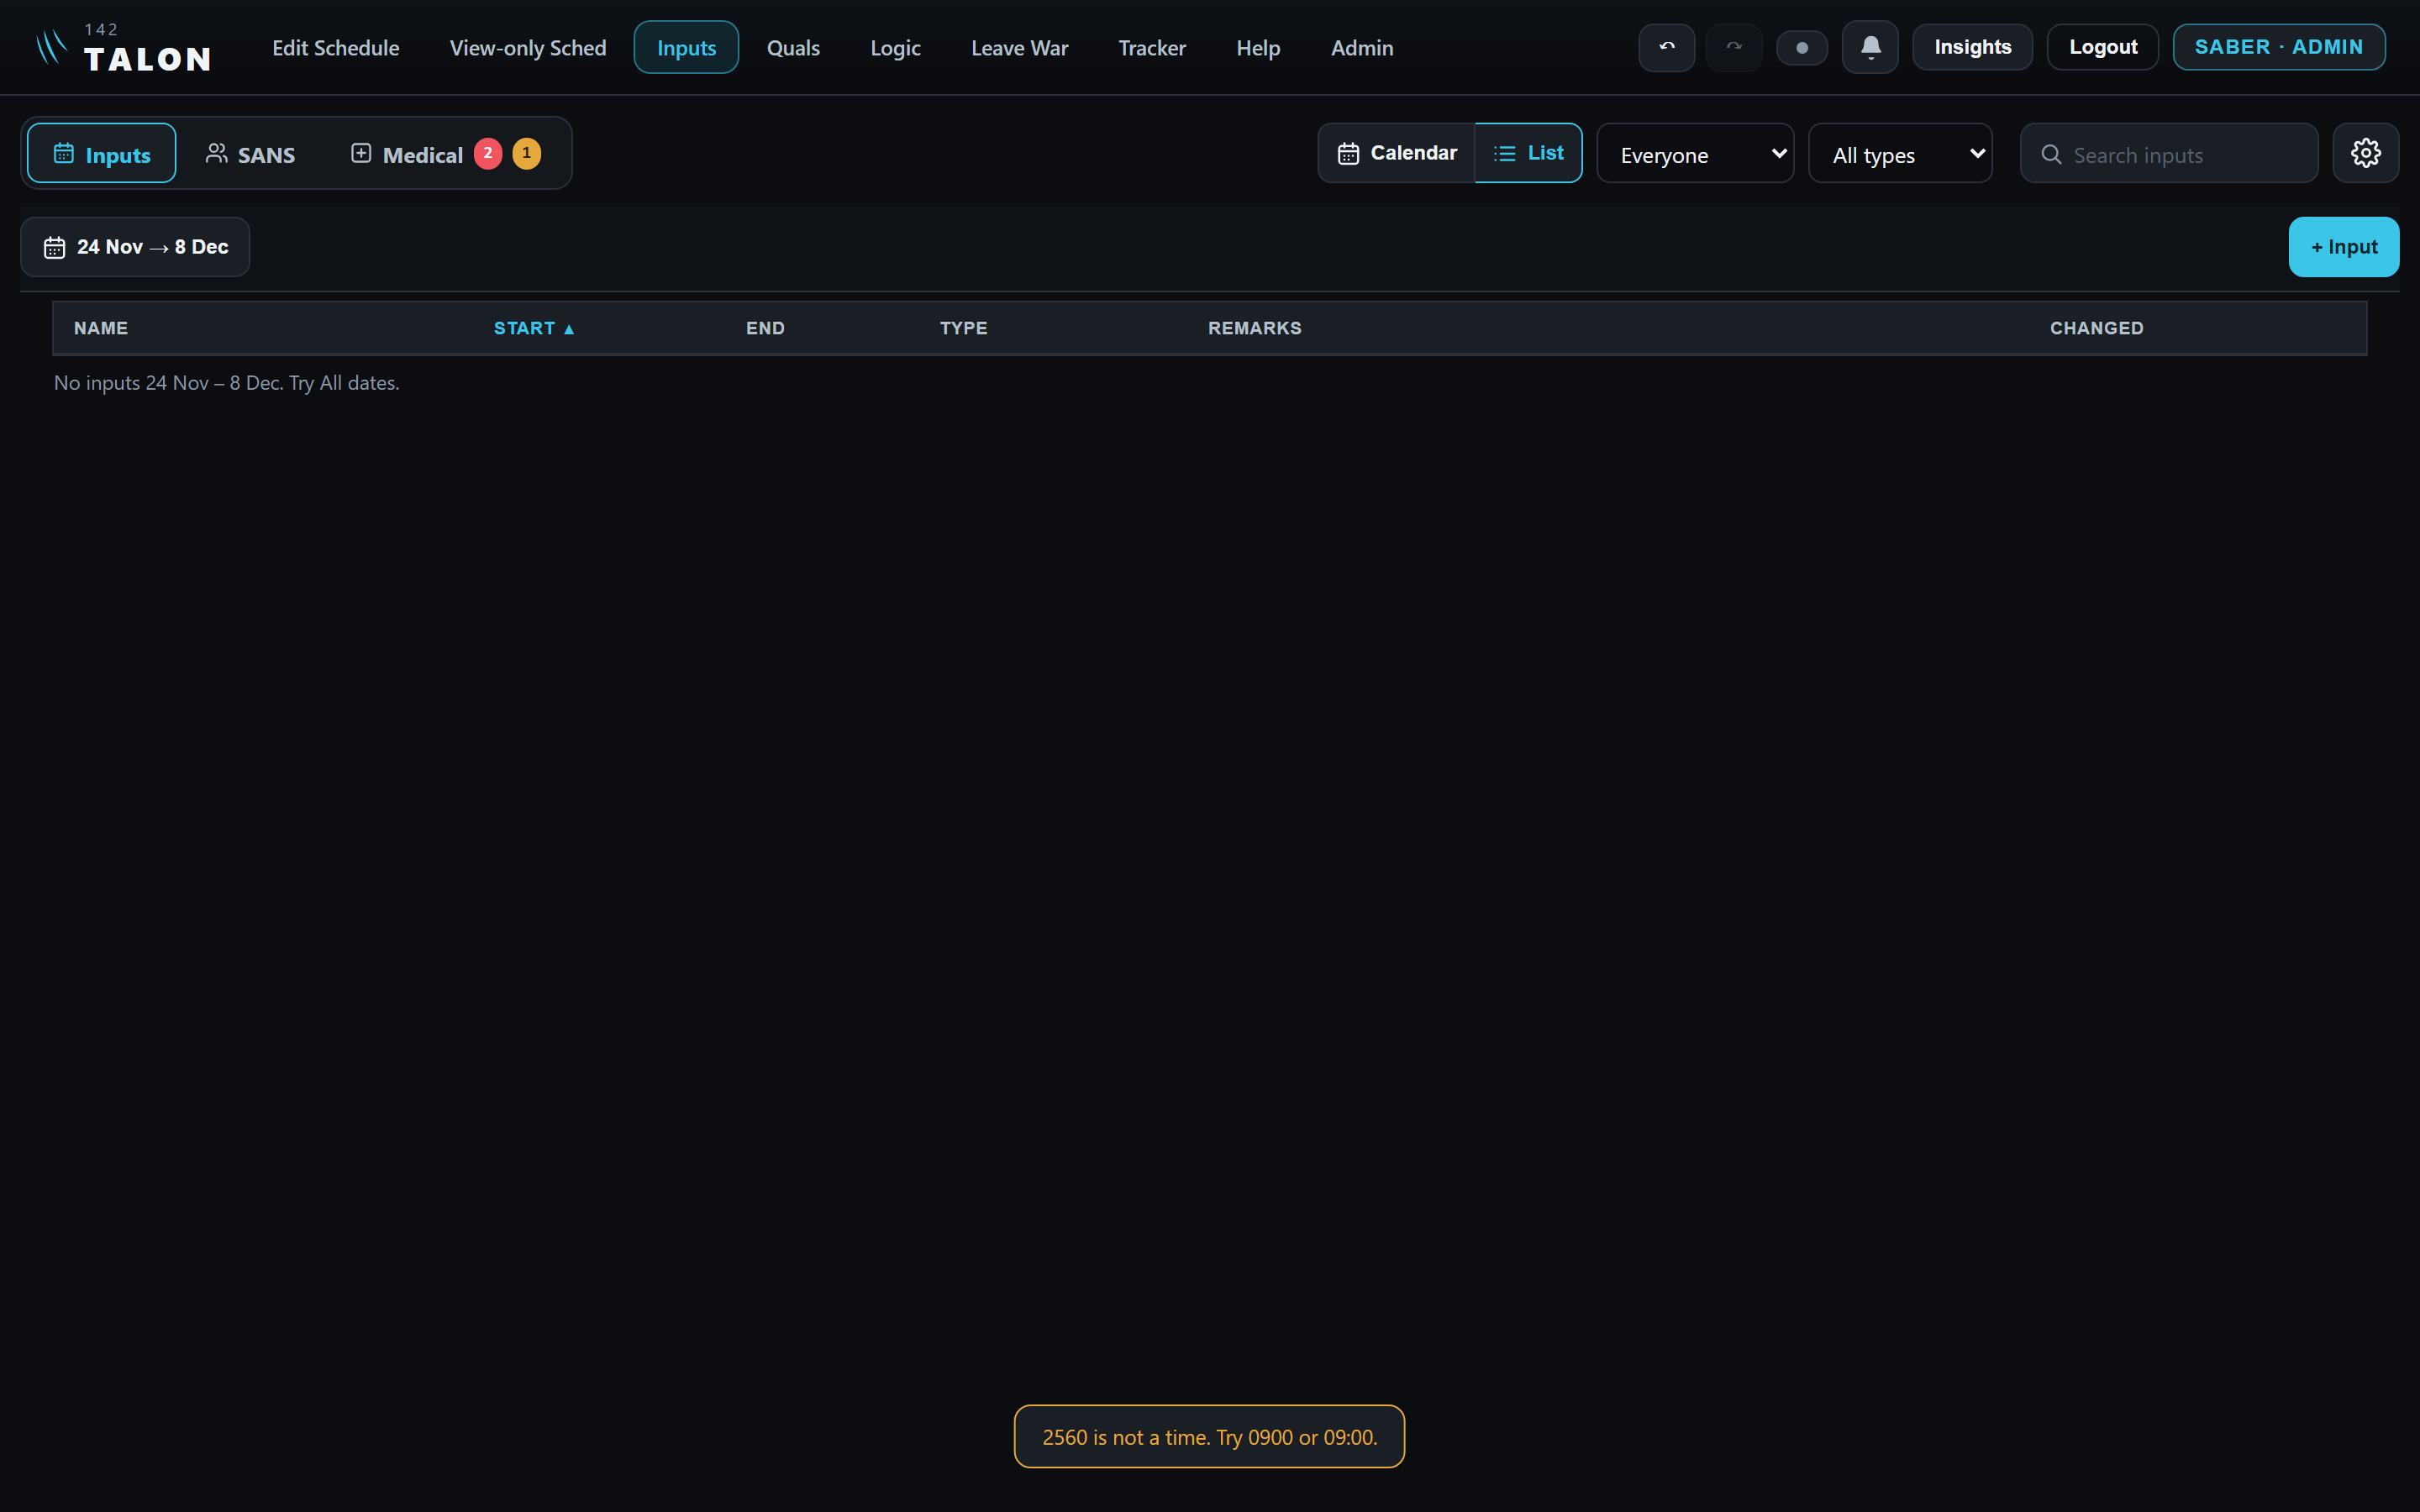 142
TALON
Edit Schedule
View-only Sched
Inputs
Quals
Logic
Leave War
Tracker
Help
Admin
Insights
Logout
SABER · ADMIN
Inputs
SANS
Medical 2 1
Calendar
List
Everyone
All types
Search inputs
24 Nov → 8 Dec
+ Input
NAME START ▲ END TYPE REMARKS CHANGED
No inputs 24 Nov – 8 Dec. Try All dates.
2560 is not a time. Try 0900 or 09:00.